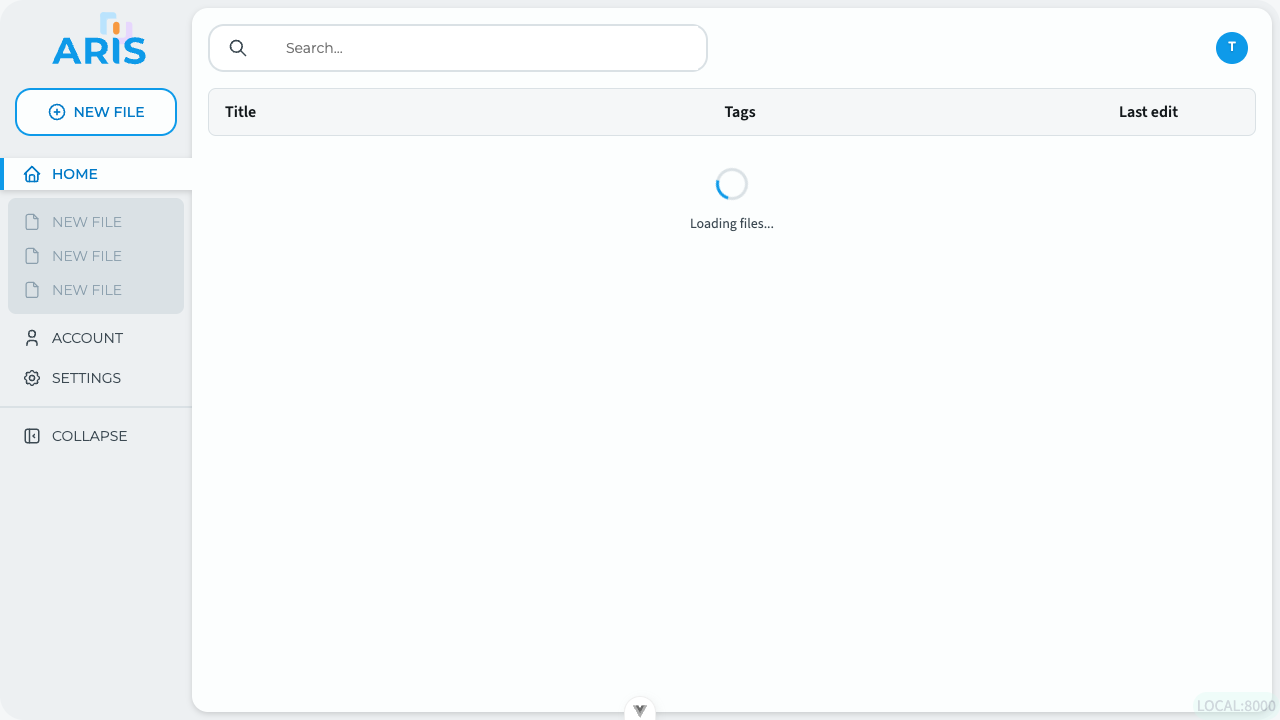 ARIS
NEW FILE
HOME
NEW FILE
NEW FILE
NEW FILE
ACCOUNT
SETTINGS
COLLAPSE
Search...
T
Title Tags Last edit
Loading files...
LOCAL:8000